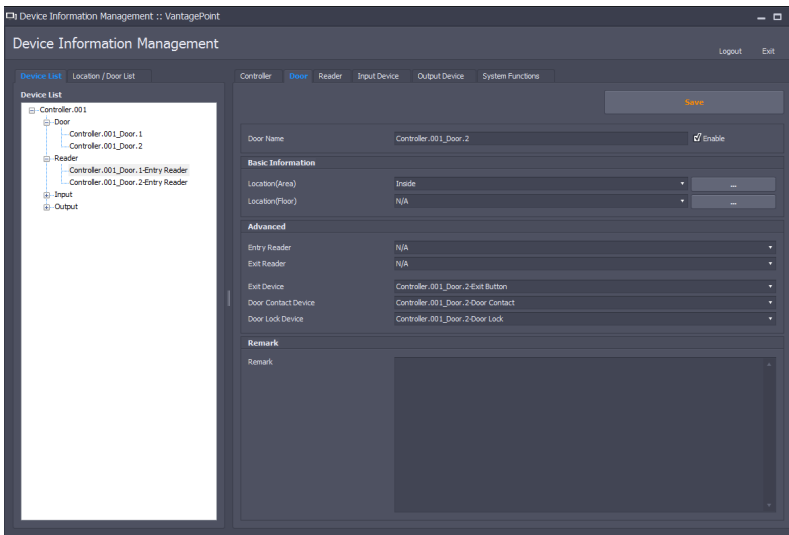 Device Information Management :: VantagePoint
Device Information Management
Logout Exit
Device List Location / Door List
Device List
Controller.001
Door
Controller.001_Door.1
Controller.001_Door.2
Reader
Controller.001_Door.1-Entry Reader
Controller.001_Door.2-Entry Reader
Input
Output
Controller Door Reader Input Device Output Device System Functions
Save
Door Name Controller.001_Door.2 Enable
Basic Information
Location(Area) Inside ...
Location(Floor) N/A ...
Advanced
Entry Reader N/A
Exit Reader N/A
Exit Device Controller.001_Door.2-Exit Button
Door Contact Device Controller.001_Door.2-Door Contact
Door Lock Device Controller.001_Door.2-Door Lock
Remark
Remark